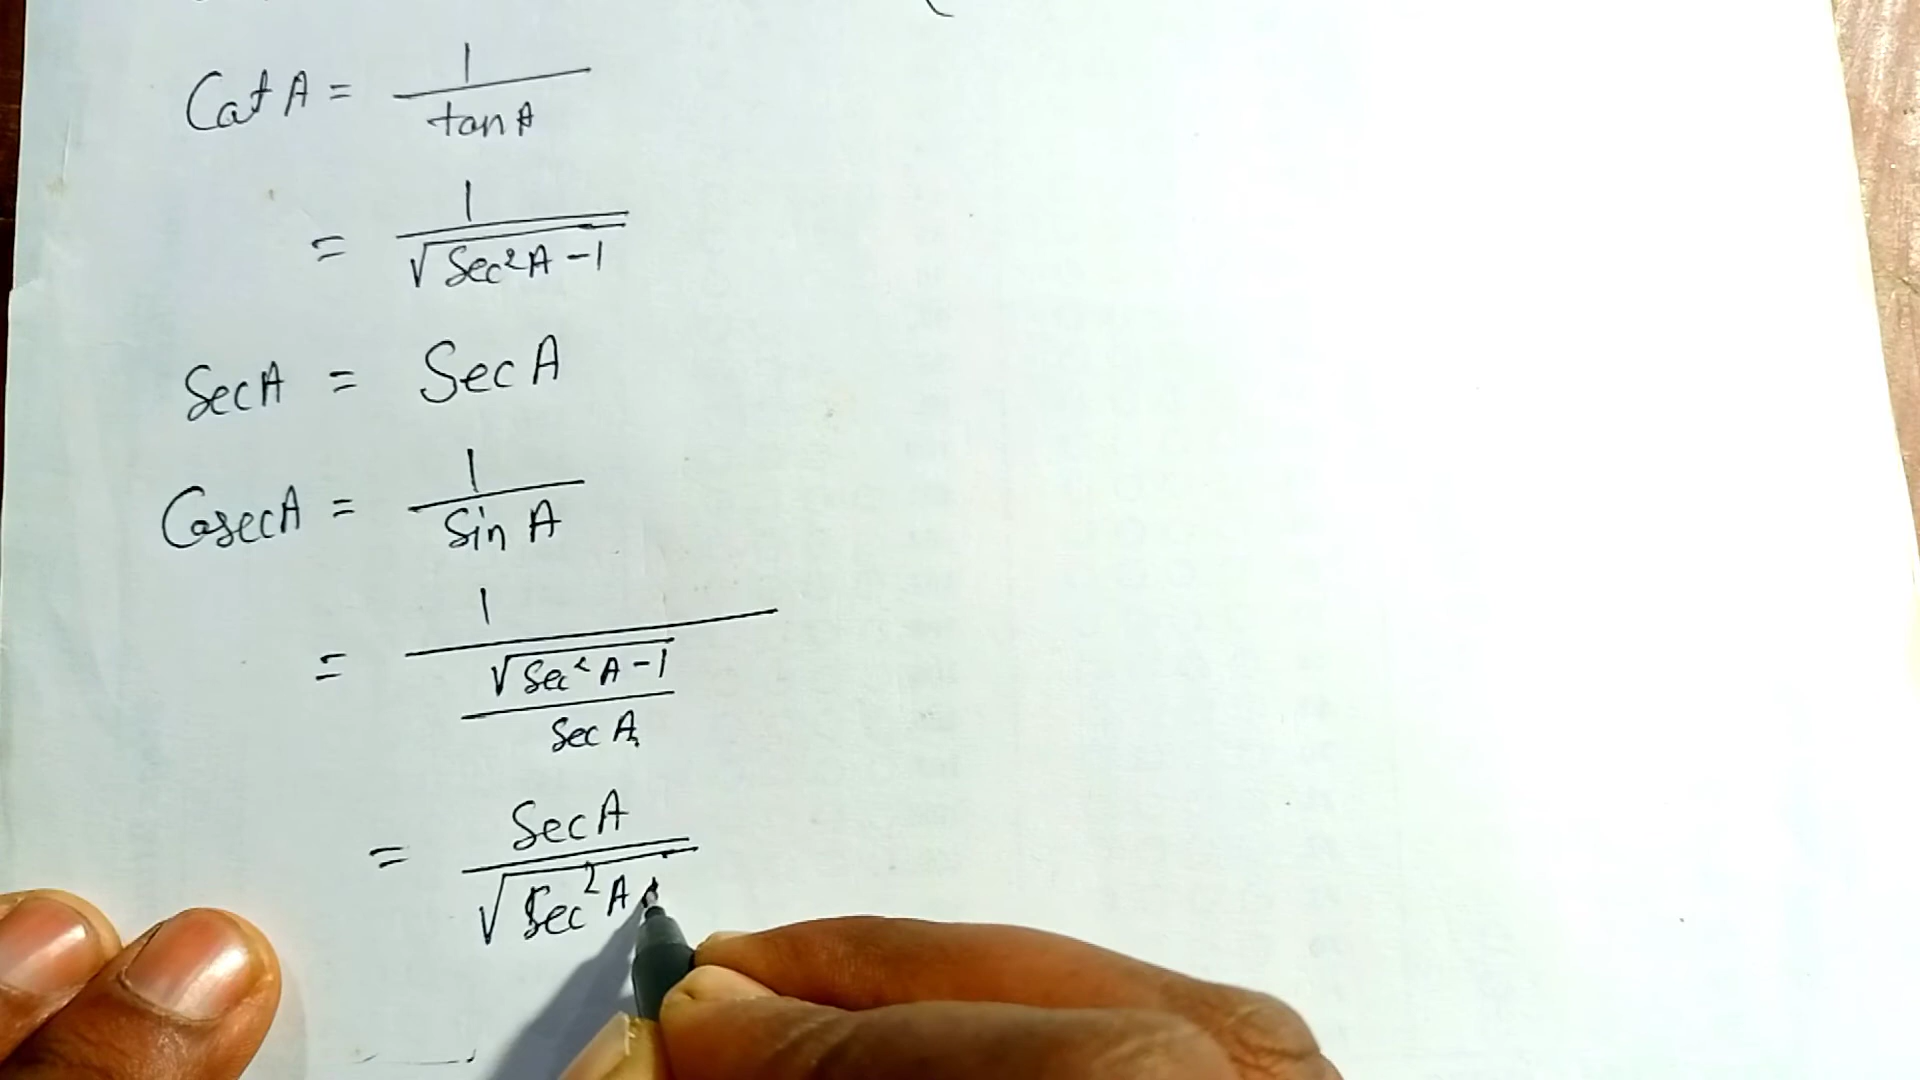 Cot A = 1 / tan A
= 1 / √Sec²A - 1
Sec A = Sec A
Cosec A = 1 / Sin A
= 1 / (√Sec²A - 1 / Sec A)
= Sec A / √Sec²A